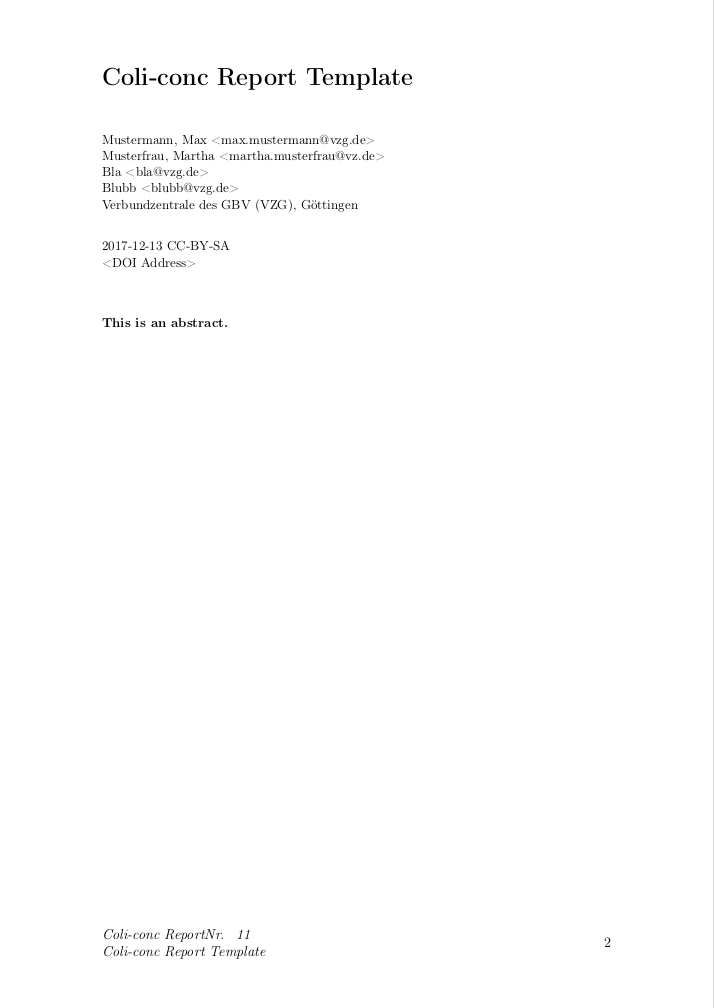 Coli-conc Report Template
Mustermann, Max <max.mustermann@vzg.de>
Musterfrau, Martha <martha.musterfrau@vz.de>
Bla <bla@vzg.de>
Blubb <blubb@vzg.de>
Verbundzentrale des GBV (VZG), Göttingen
2017-12-13 CC-BY-SA
<DOI Address>
This is an abstract.
Coli-conc ReportNr. 11
Coli-conc Report Template
2